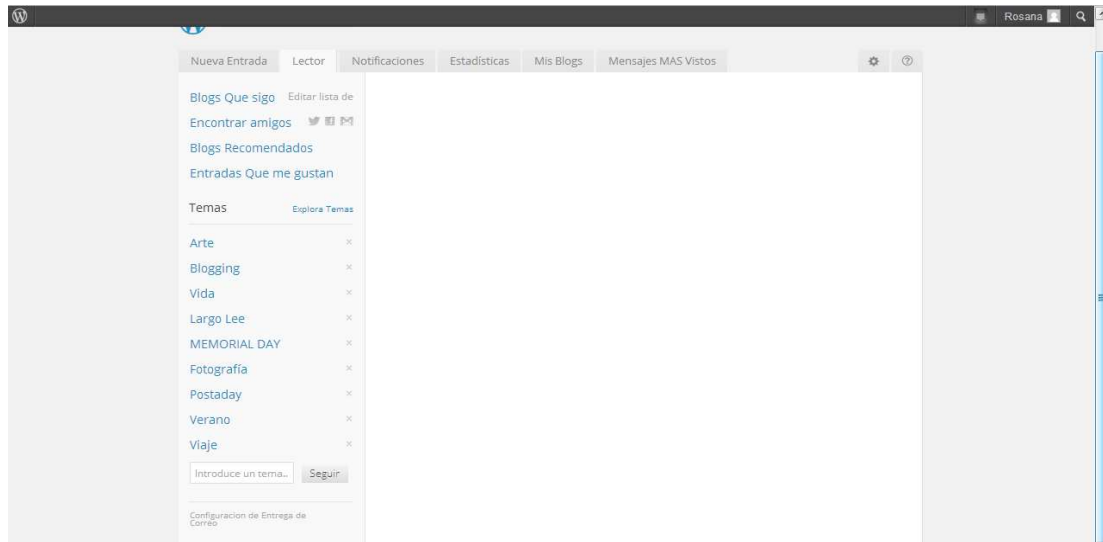 Rosana
Nueva Entrada Lector Notificaciones Estadísticas Mis Blogs Mensajes MAS Vistos
Blogs Que sigo Editar lista de
Encontrar amigos
Blogs Recomendados
Entradas Que me gustan
Temas Explora Temas
Arte
Blogging
Vida
Largo Lee
MEMORIAL DAY
Fotografía
Postaday
Verano
Viaje
Introduce un tema.. Seguir
Configuracion de Entrega de
Correo